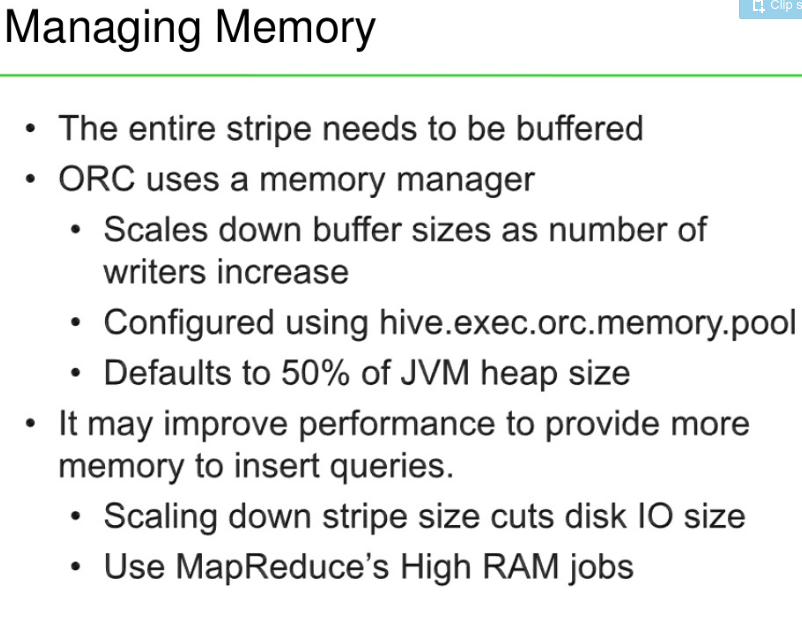 Clip s
Managing Memory
• The entire stripe needs to be buffered
• ORC uses a memory manager
• Scales down buffer sizes as number of
writers increase
• Configured using hive.exec.orc.memory.pool
• Defaults to 50% of JVM heap size
• It may improve performance to provide more
memory to insert queries.
• Scaling down stripe size cuts disk IO size
• Use MapReduce’s High RAM jobs